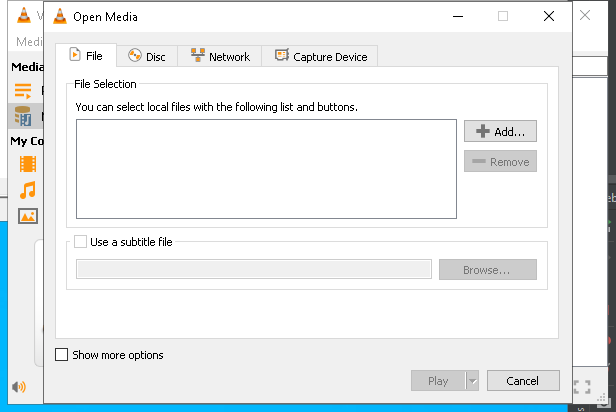 Open Media
Medi
File
Disc
Network
Capture Device
Media
My Co
File Selection
You can select local files with the following list and buttons.
Add...
Remove
Use a subtitle file
Browse...
Show more options
Play
Cancel